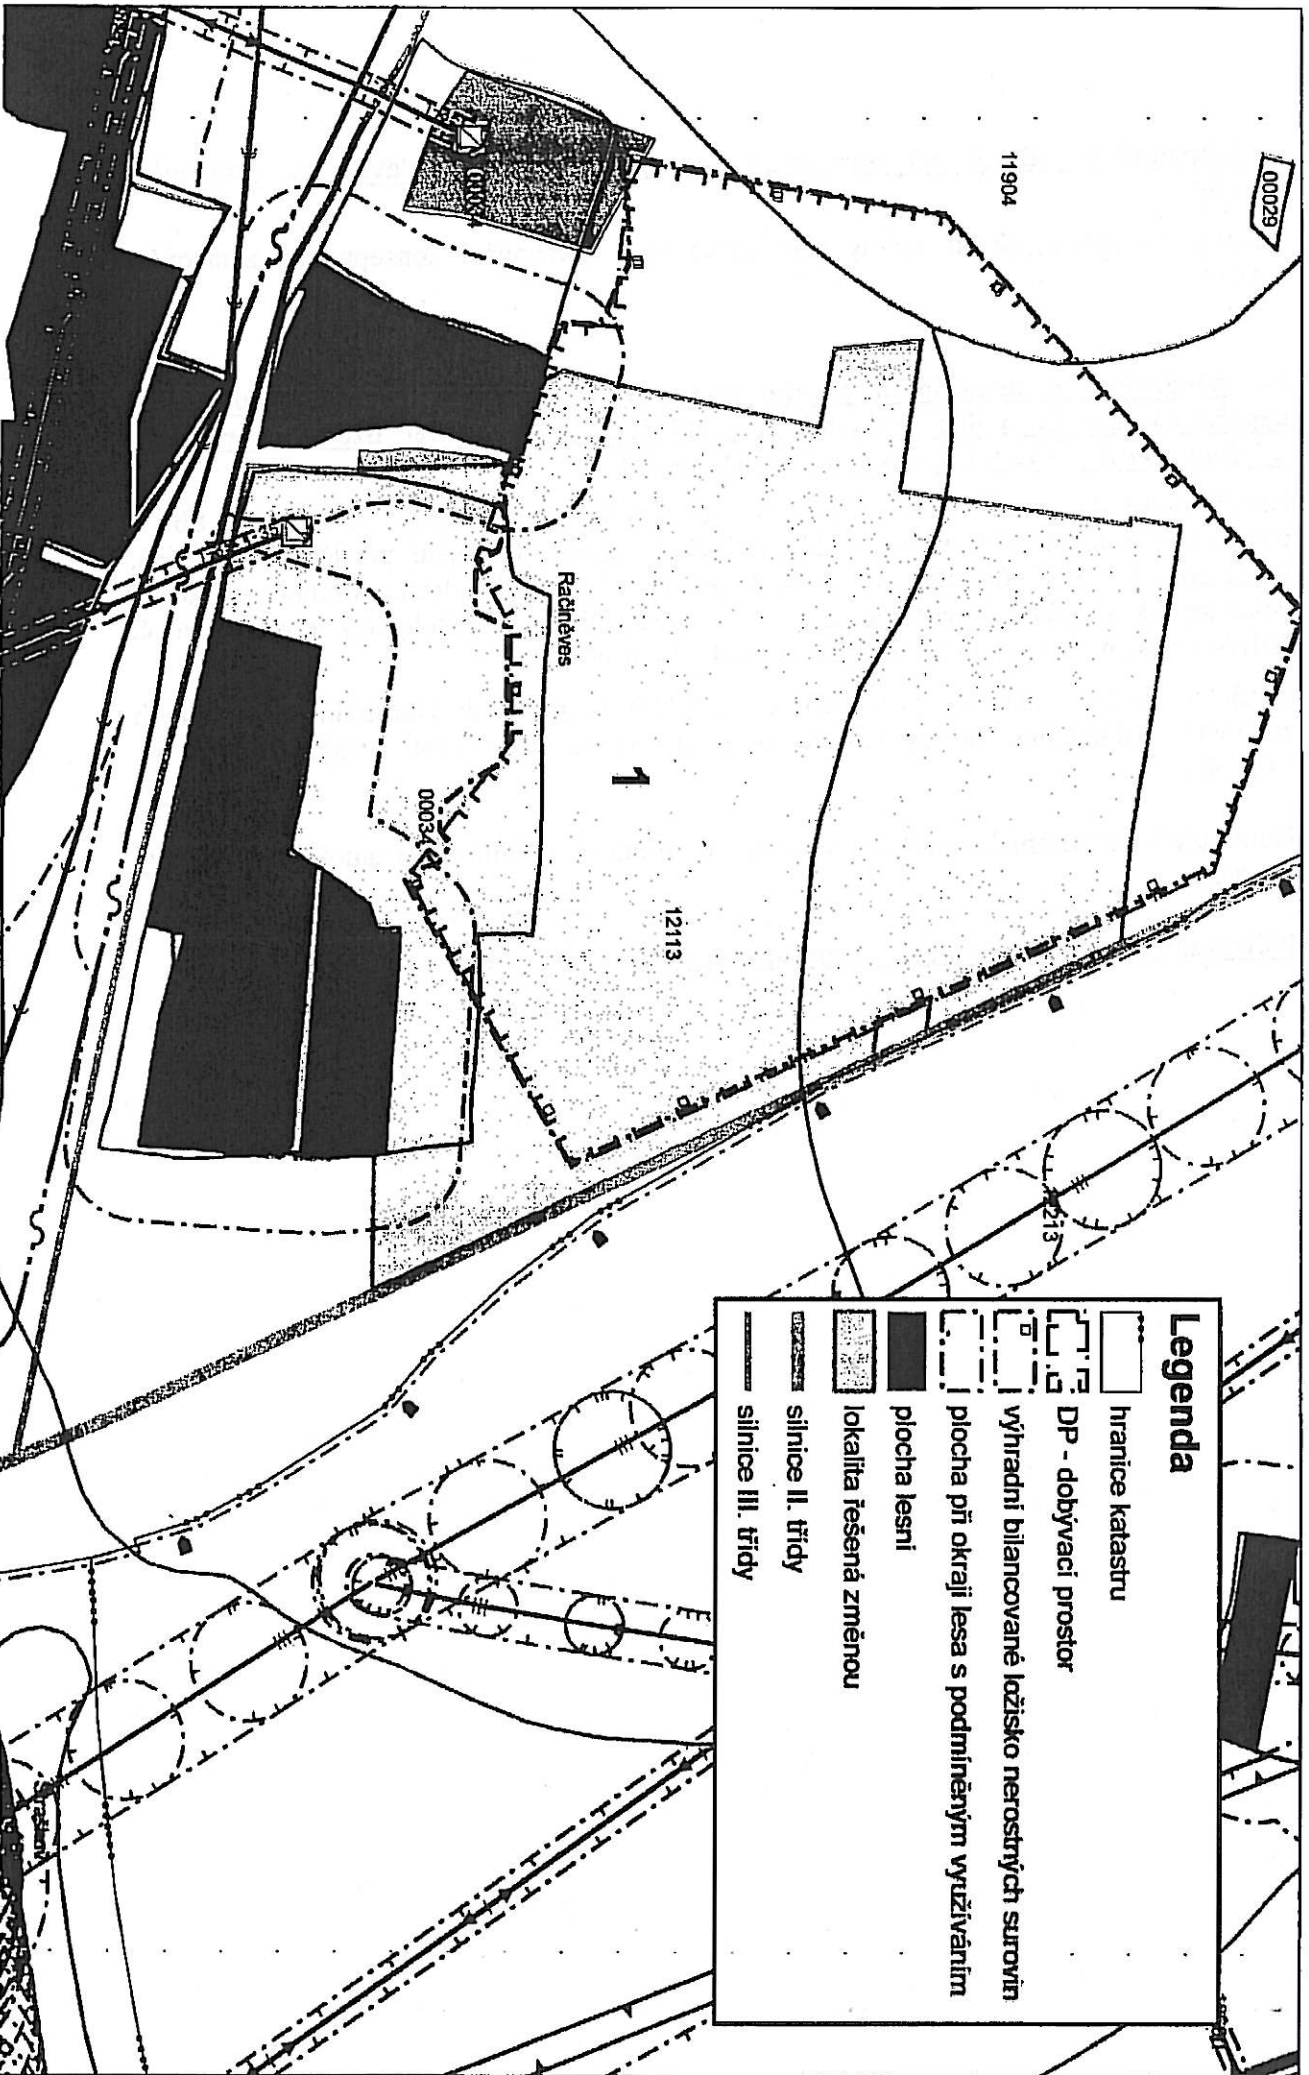 00029
11904
00034
Račiněves
1
00034
12113
Legenda
hranice katastru
DP - dobývací prostor
výhradní bilancované ložisko nerostných surovin
plocha při okraji lesa s podmíněným využíváním
plocha lesní
lokalita řešená změnou
silnice II. třídy
silnice III. třídy